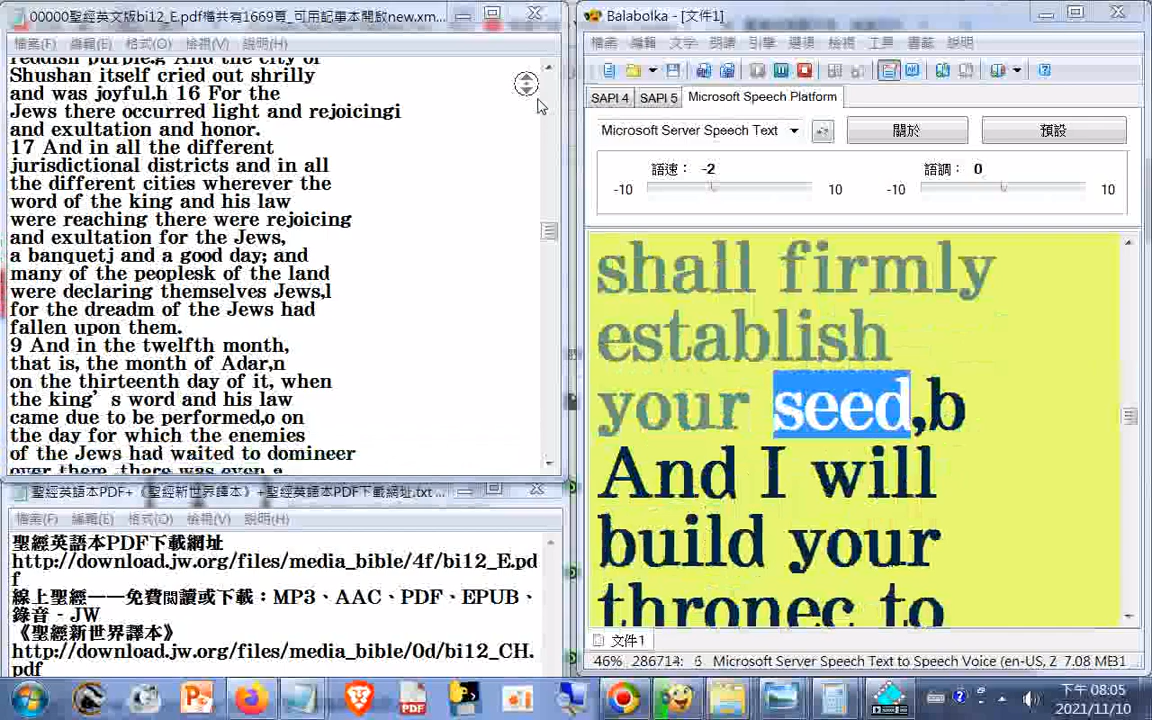 00000聖經英文版bi12_E.pdf檔共有1669頁_可用記事本開啟new.xm...
檔案(F) 編輯(E) 格式(O) 檢視(V) 說明(H)
reddish purple.g And the city of
Shushan itself cried out shrilly
and was joyful.h 16 For the
Jews there occurred light and rejoicingi
and exultation and honor.
17 And in all the different
jurisdictional districts and in all
the different cities wherever the
word of the king and his law
were reaching there were rejoicing
and exultation for the Jews,
a banquetj and a good day; and
many of the peoplesk of the land
were declaring themselves Jews,l
for the dreadm of the Jews had
fallen upon them.
9 And in the twelfth month,
that is, the month of Adar,n
on the thirteenth day of it, when
the king’s word and his law
came due to be performed,o on
the day for which the enemies
of the Jews had waited to domineer
over them, there was even a
聖經英語本PDF+《聖經新世界譯本》+聖經英語本PDF下載網址.txt ...
檔案(F) 編輯(E) 格式(O) 檢視(V) 說明(H)
聖經英語本PDF下載網址
http://download.jw.org/files/media_bible/4f/bi12_E.pd
f
線上聖經——免費閱讀或下載：MP3、AAC、PDF、EPUB、
錄音 - JW
《聖經新世界譯本》
http://download.jw.org/files/media_bible/0d/bi12_CH.
pdf
Balabolka - [文件1]
檔案 編輯 文字 朗讀 引擎 選項 檢視 工具 書籤 說明
SAPI 4 SAPI 5 Microsoft Speech Platform
Microsoft Server Speech Text 關於 預設
語速： -2 語調： 0
-10 10 -10 10
shall firmly
establish
your seed,b
And I will
build your
thronec to
文件1
46% 286714: 6 Microsoft Server Speech Text to Speech Voice (en-US, Z 7.08 MB1
下午 08:05
2021/11/10